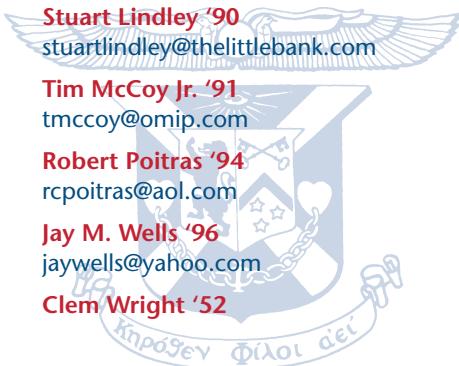 Stuart Lindley ‘90
stuartlindley@thelittlebank.com
Tim McCoy Jr. ‘91
tmccoy@omip.com
Robert Poitras ‘94
rcpoitras@aol.com
Jay M. Wells ‘96
jaywells@yahoo.com
Clem Wright ‘52
Κηρόθεν Φίλοι ἀεί